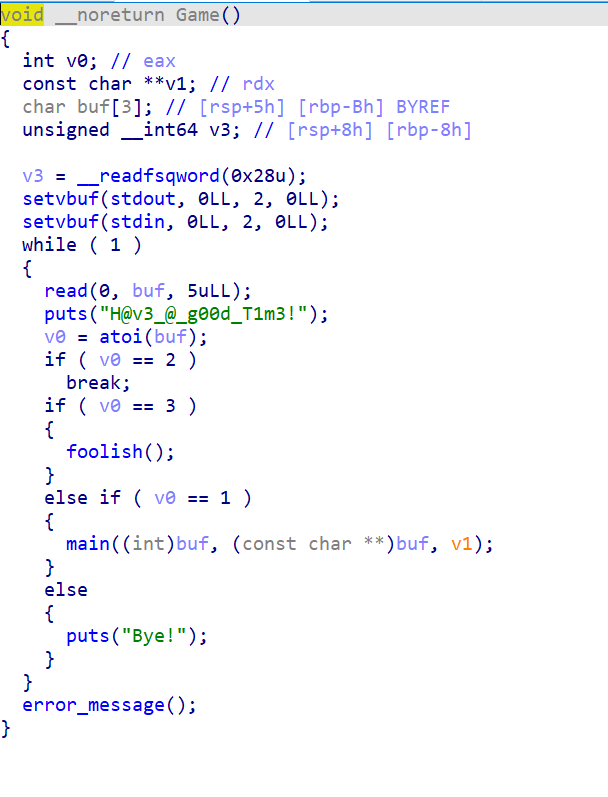 void __noreturn Game()
{
  int v0; // eax
  const char **v1; // rdx
  char buf[3]; // [rsp+5h] [rbp-Bh] BYREF
  unsigned __int64 v3; // [rsp+8h] [rbp-8h]

  v3 = __readfsqword(0x28u);
  setvbuf(stdout, 0LL, 2, 0LL);
  setvbuf(stdin, 0LL, 2, 0LL);
  while ( 1 )
  {
    read(0, buf, 5uLL);
    puts("H@v3_@_g00d_T1m3!");
    v0 = atoi(buf);
    if ( v0 == 2 )
      break;
    if ( v0 == 3 )
    {
      foolish();
    }
    else if ( v0 == 1 )
    {
      main((int)buf, (const char **)buf, v1);
    }
    else
    {
      puts("Bye!");
    }
  }
  error_message();
}